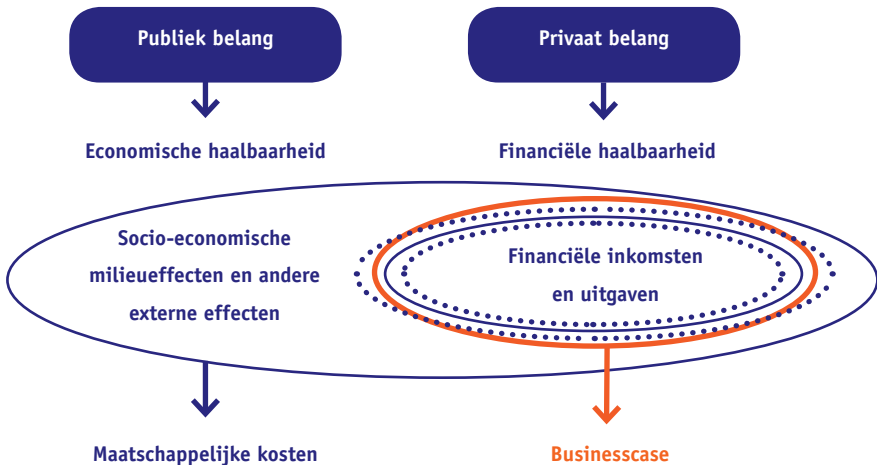 Publiek belang
Privaat belang
Economische haalbaarheid
Financiële haalbaarheid
Socio-economische
milieueffecten en andere
externe effecten
Financiële inkomsten
en uitgaven
Maatschappelijke kosten
Businesscase